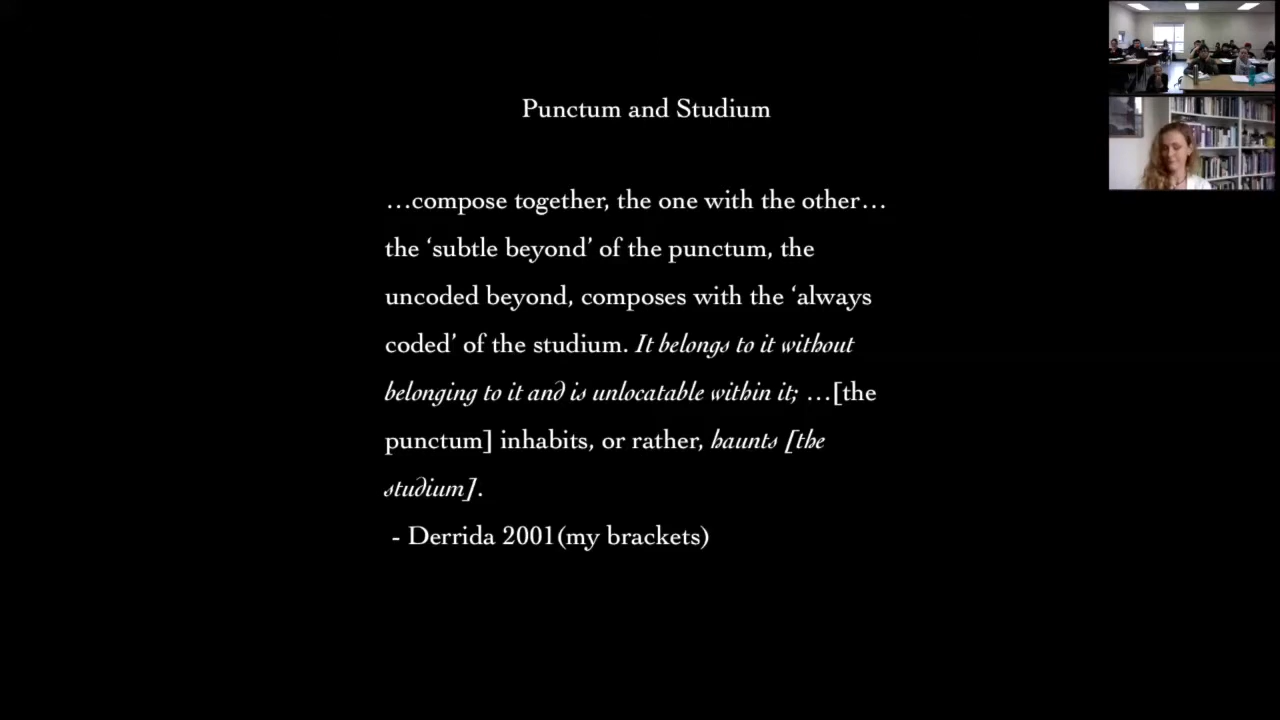 Punctum and Studium
…compose together, the one with the other…
the ‘subtle beyond’ of the punctum, the
uncoded beyond, composes with the ‘always
coded’ of the studium. It belongs to it without
belonging to it and is unlocatable within it; …[the
punctum] inhabits, or rather, haunts [the
studium].
- Derrida 2001(my brackets)